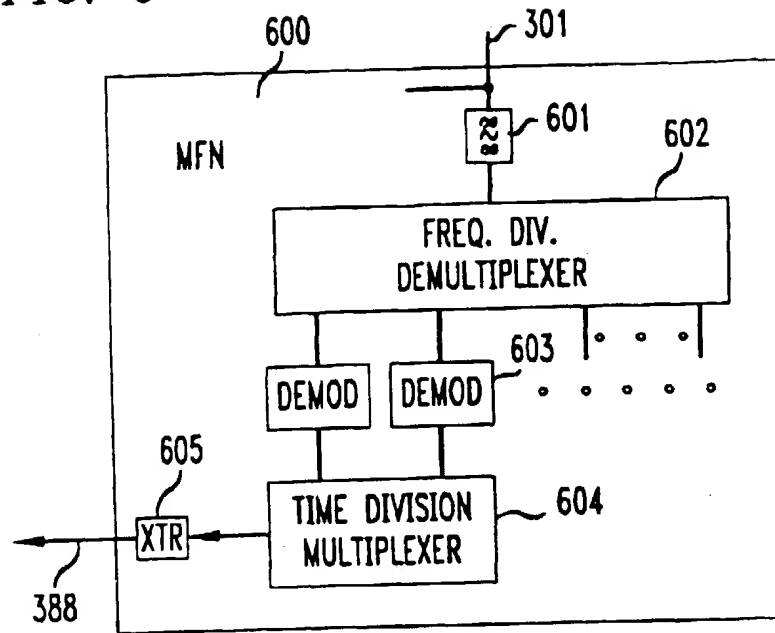 301
600
601
MFN
602
FREQ. DIV.
DEMULTIPLEXER
603
DEMOD
DEMOD
605
TIME DIVISION
MULTIPLEXER
604
XTR
388